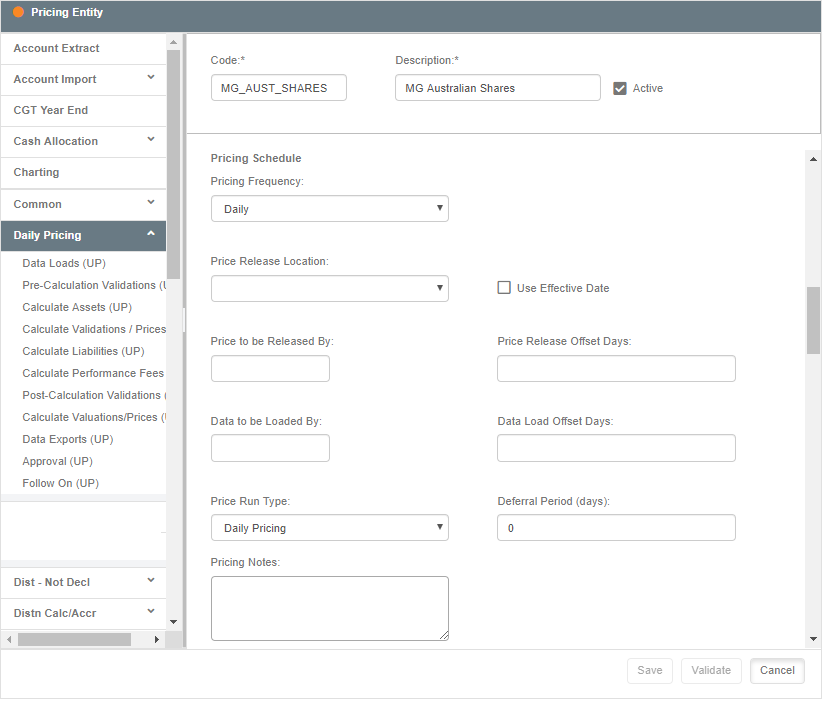 Pricing Entity
Account Extract
Account Import
CGT Year End
Cash Allocation
Charting
Common
Daily Pricing
Data Loads (UP)
Pre-Calculation Validations (U
Calculate Assets (UP)
Calculate Validations / Prices
Calculate Liabilities (UP)
Calculate Performance Fees
Post-Calculation Validations (
Calculate Valuations/Prices (U
Data Exports (UP)
Approval (UP)
Follow On (UP)
Dist - Not Decl
Distn Calc/Accr
Code:* Description:*
MG_AUST_SHARES MG Australian Shares Active
Pricing Schedule
Pricing Frequency:
Daily
Price Release Location:
Use Effective Date
Price to be Released By: Price Release Offset Days:
Data to be Loaded By: Data Load Offset Days:
Price Run Type: Deferral Period (days):
Daily Pricing 0
Pricing Notes:
Save Validate Cancel